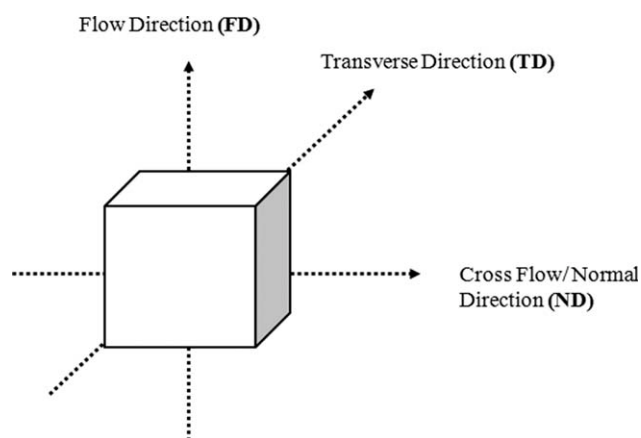 Flow Direction (FD)
Transverse Direction (TD)
Cross Flow/Normal
Direction (ND)